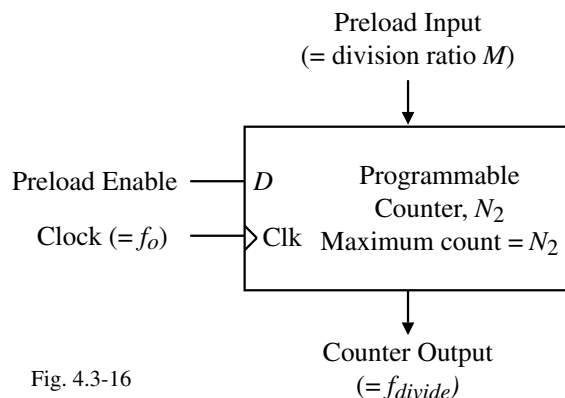 Preload Input
(= division ratio M)
Preload Enable
D
Programmable
Counter, N₂
Maximum count = N₂
Clock (= fₒ)
Clk
Counter Output
(= f_divide)
Fig. 4.3-16